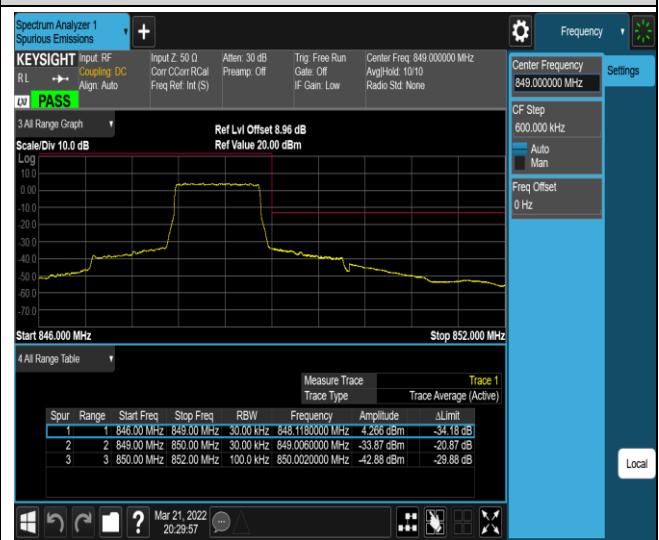 Spectrum Analyzer 1
Spurious Emissions
Frequency
KEYSIGHT Input: RF Input Z: 50 Ω Atten: 30 dB Trig: Free Run Center Freq: 849.000000 MHz
RL Coupling: DC Corr CCorr RCal Preamp: Off Gate: Off Avg|Hold: 10/10
Align: Auto Freq Ref: Int (S) IF Gain: Low Radio Std: None
LXI PASS
3 All Range Graph
Ref Lvl Offset 8.96 dB
Scale/Div 10.0 dB Ref Value 20.00 dBm
Log
10.0
0.00
-10.0
-20.0
-30.0
-40.0
-50.0
-60.0
-70.0
Start 846.000 MHz Stop 852.000 MHz
4 All Range Table
Measure Trace Trace 1
Trace Type Trace Average (Active)
Spur Range Start Freq Stop Freq RBW Frequency Amplitude ΔLimit
1 1 846.00 MHz 849.00 MHz 30.00 kHz 848.1180000 MHz 4.266 dBm -34.18 dB
2 2 849.00 MHz 850.00 MHz 30.00 kHz 849.0060000 MHz -33.87 dBm -20.87 dB
3 3 850.00 MHz 852.00 MHz 100.0 kHz 850.0020000 MHz -42.88 dBm -29.88 dB
Center Frequency
849.000000 MHz
Settings
CF Step
600.000 kHz
Auto
Man
Freq Offset
0 Hz
Local
Mar 21, 2022
20:29:57